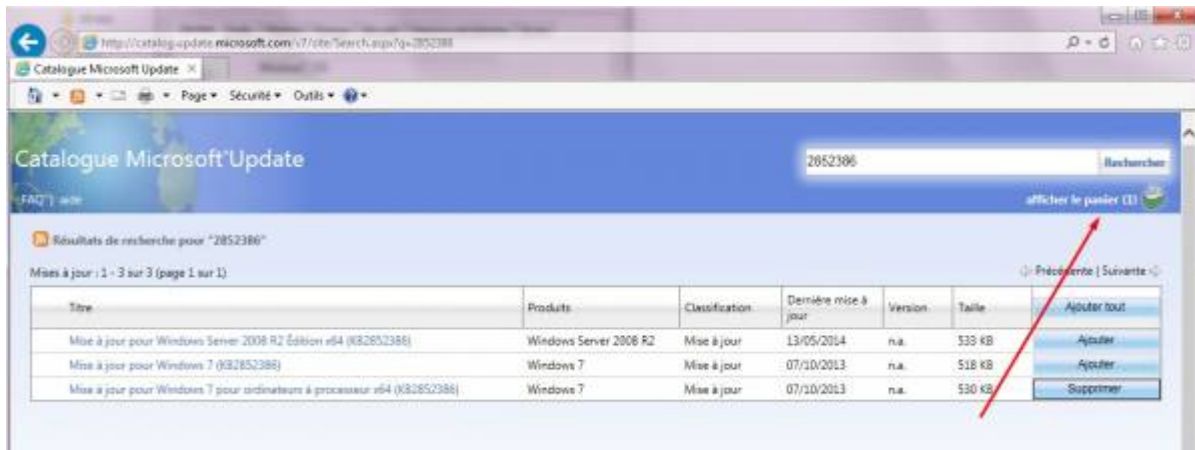 http://catalog.update.microsoft.com/v7/site/Search.aspx?q=2852386
Catalogue Microsoft Update
Page Sécurité Outils
Catalogue Microsoft Update
2852386 Rechercher
FAQ | aide
afficher le panier (1)
Résultats de recherche pour "2852386"
Mises à jour : 1 - 3 sur 3 (page 1 sur 1)
Précédente | Suivante
Titre Produits Classification Dernière mise à jour Version Taille Ajouter tout
Mise à jour pour Windows Server 2008 R2 Édition x64 (KB2852386) Windows Server 2008 R2 Mise à jour 13/05/2014 n.a. 533 KB Ajouter
Mise à jour pour Windows 7 (KB2852386) Windows 7 Mise à jour 07/10/2013 n.a. 518 KB Ajouter
Mise à jour pour Windows 7 pour ordinateurs à processeur x64 (KB2852386) Windows 7 Mise à jour 07/10/2013 n.a. 530 KB Supprimer